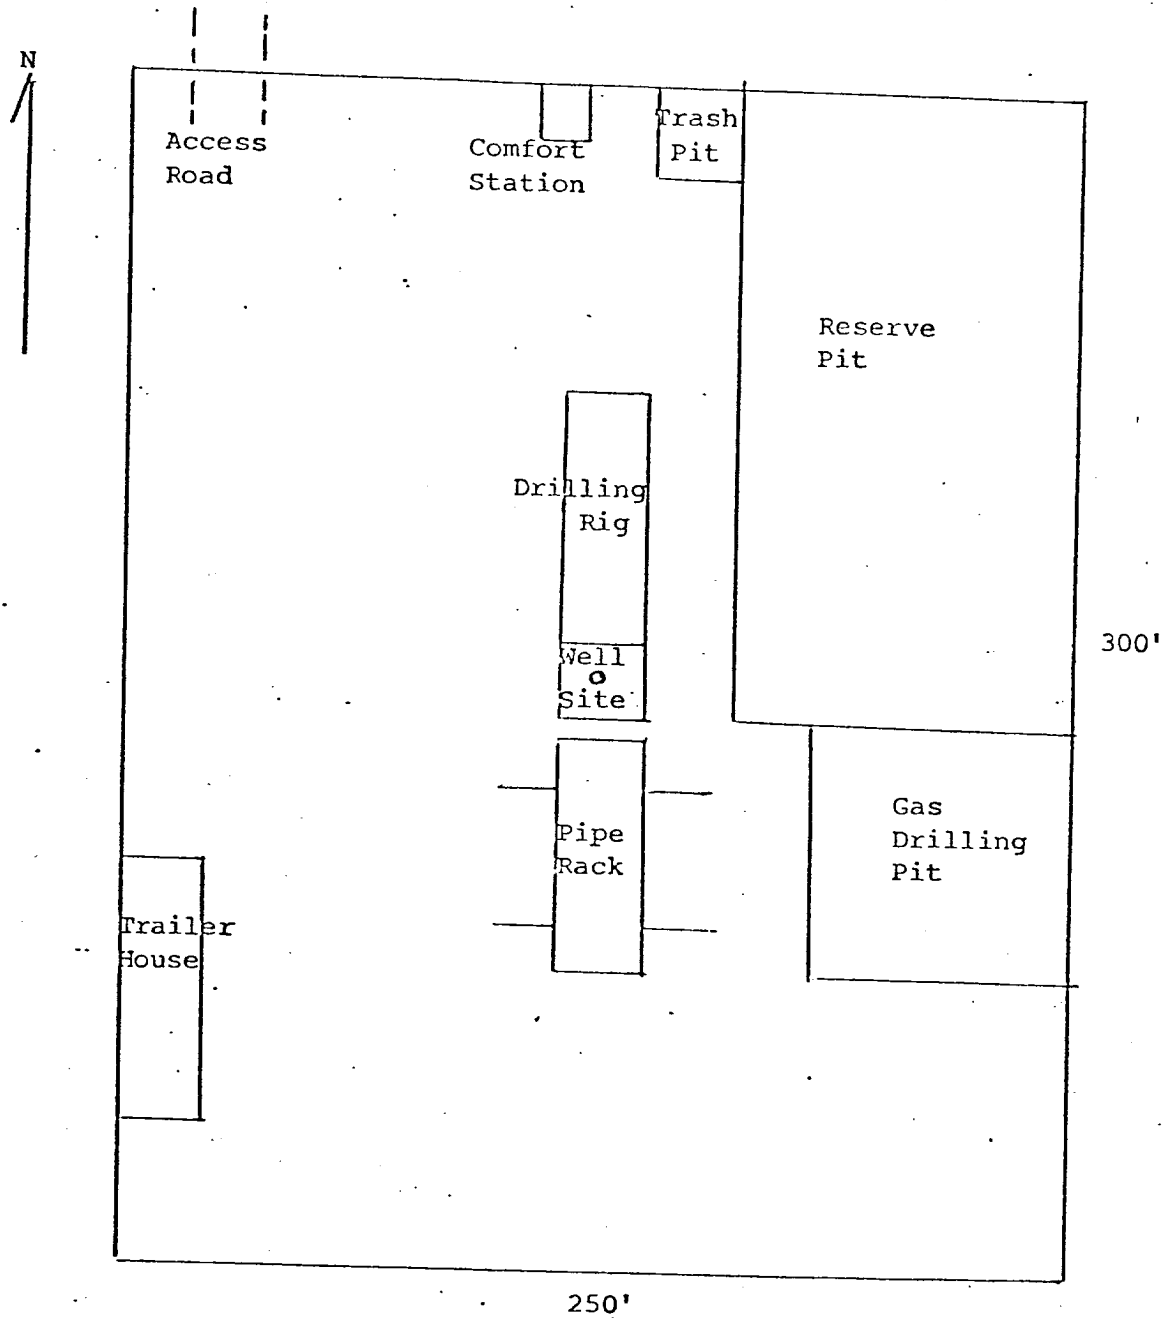 N
Access
Road
Comfort
Station
Trash
Pit
Reserve
Pit
Drilling
Rig
300'
Well
Site
Gas
Drilling
Pit
Pipe
Rack
Trailer
House
250'